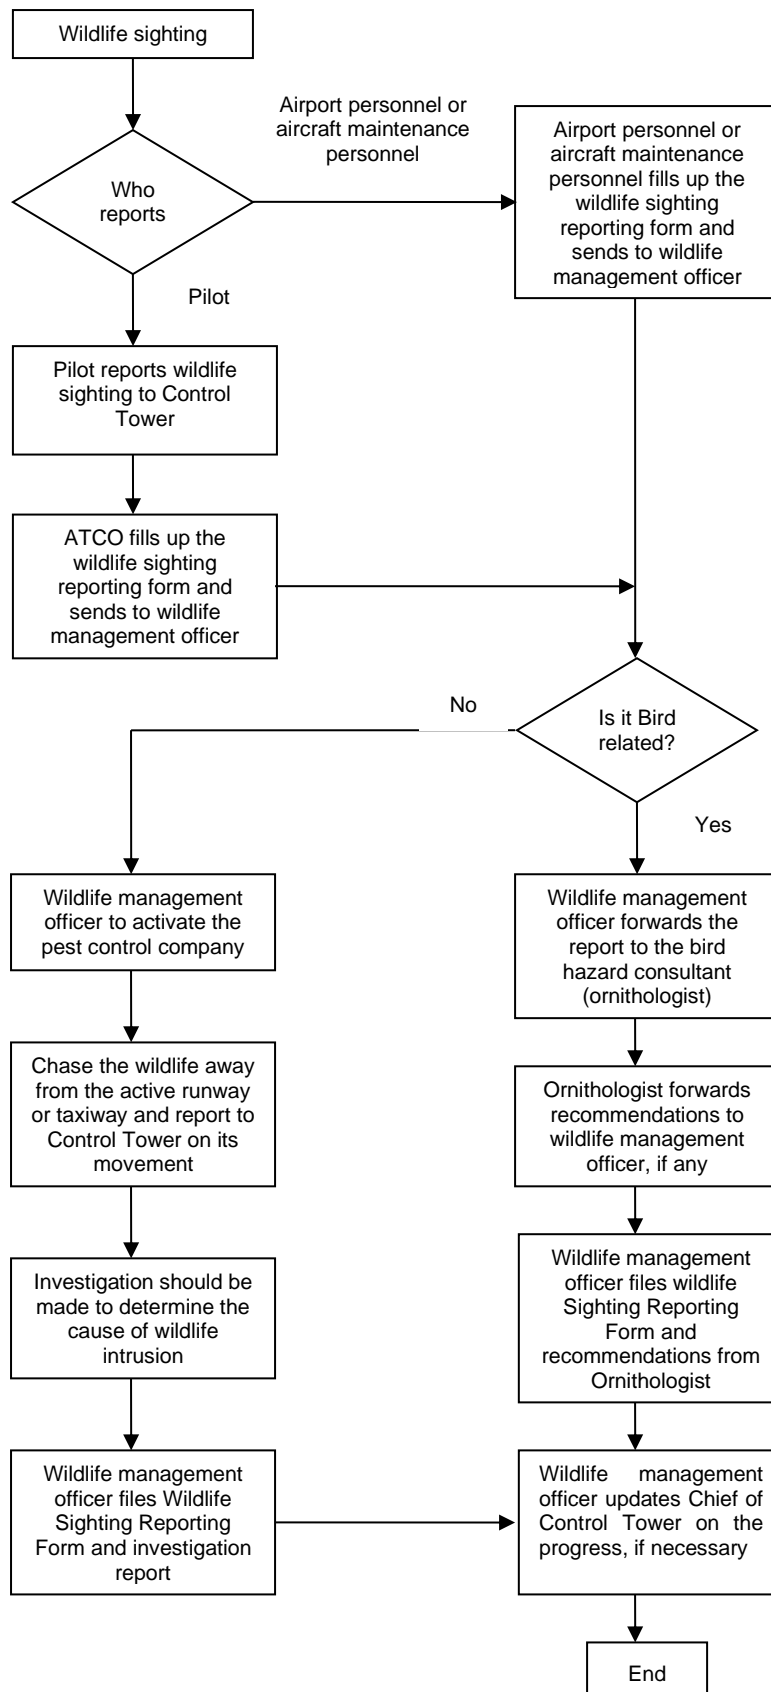 Wildlife sighting
Who
reports
Airport personnel or
aircraft maintenance
personnel
Airport personnel or
aircraft maintenance
personnel fills up the
wildlife sighting
reporting form and
sends to wildlife
management officer
Pilot
Pilot reports wildlife
sighting to Control
Tower
ATCO fills up the
wildlife sighting
reporting form and
sends to wildlife
management officer
Is it Bird
related?
No
Yes
Wildlife management
officer to activate the
pest control company
Chase the wildlife away
from the active runway
or taxiway and report to
Control Tower on its
movement
Investigation should be
made to determine the
cause of wildlife
intrusion
Wildlife management
officer files Wildlife
Sighting Reporting
Form and investigation
report
Wildlife management
officer forwards the
report to the bird
hazard consultant
(ornithologist)
Ornithologist forwards
recommendations to
wildlife management
officer, if any
Wildlife management
officer files wildlife
Sighting Reporting
Form and
recommendations from
Ornithologist
Wildlife management
officer updates Chief of
Control Tower on the
progress, if necessary
End